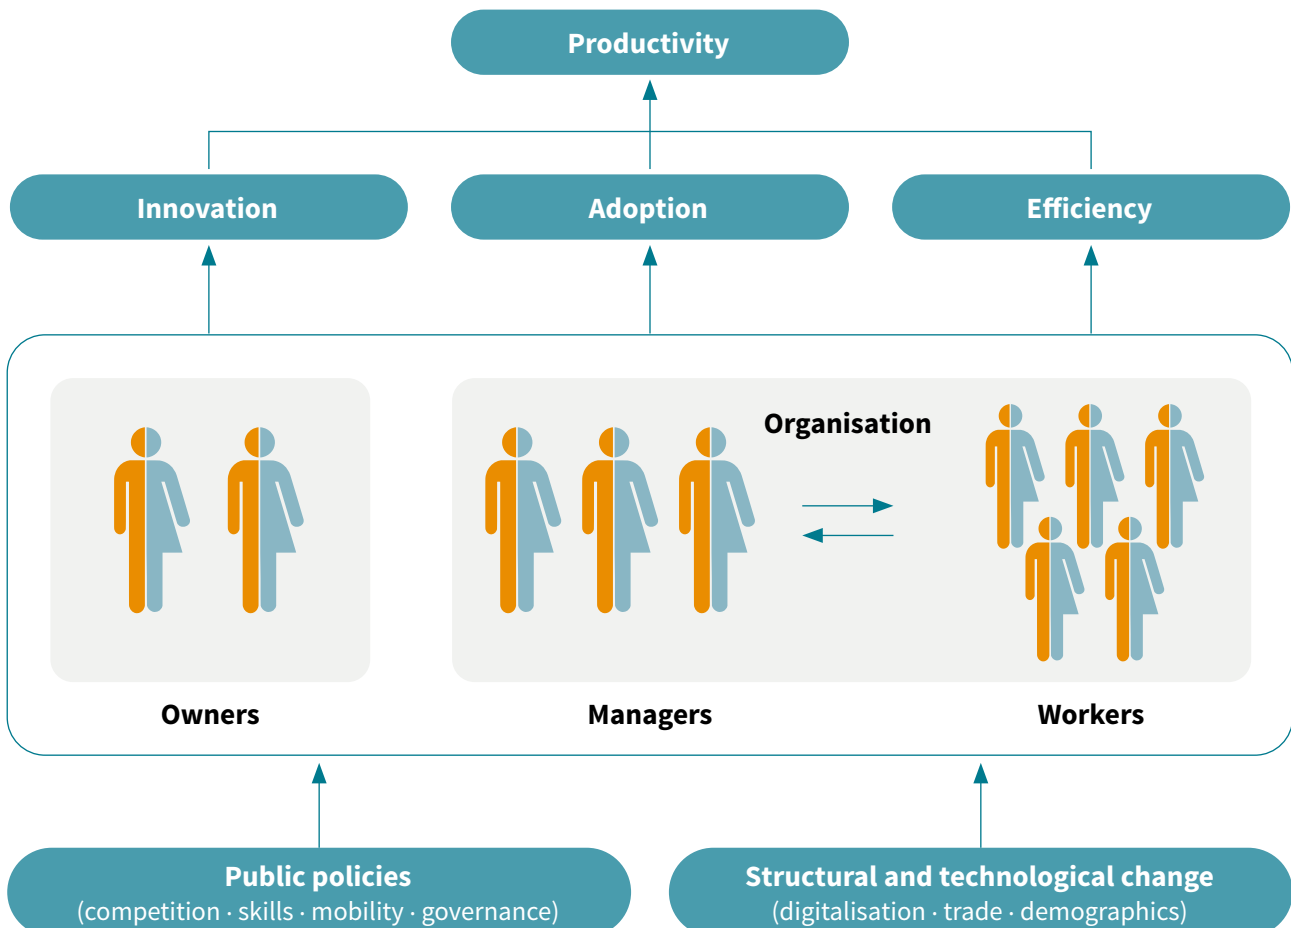 Productivity
Innovation
Adoption
Efficiency
Organisation
Owners
Managers
Workers
Public policies
(competition · skills · mobility · governance)
Structural and technological change
(digitalisation · trade · demographics)